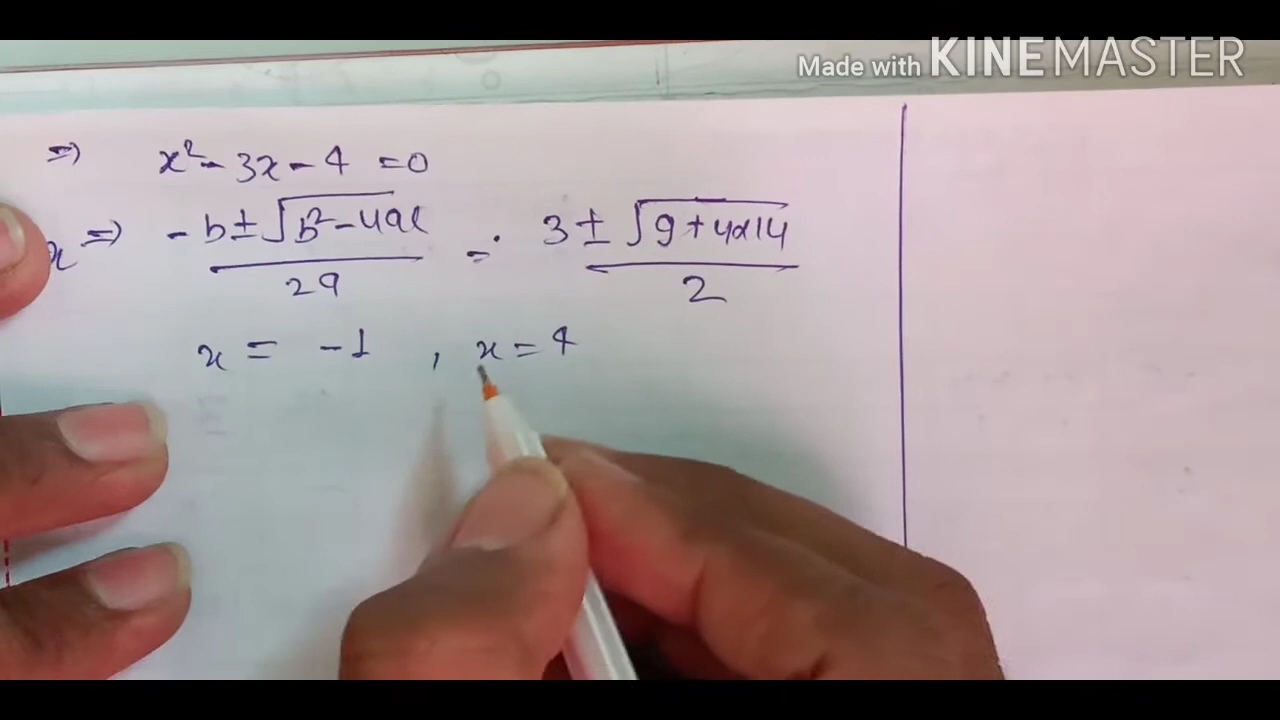 Made with KINEMASTER
⇒ x² - 3x - 4 = 0
x ⇒ -b ± √(b² - 4ac) / 2a = 3 ± √(9 + 4x14) / 2
x = -1 , x = 4